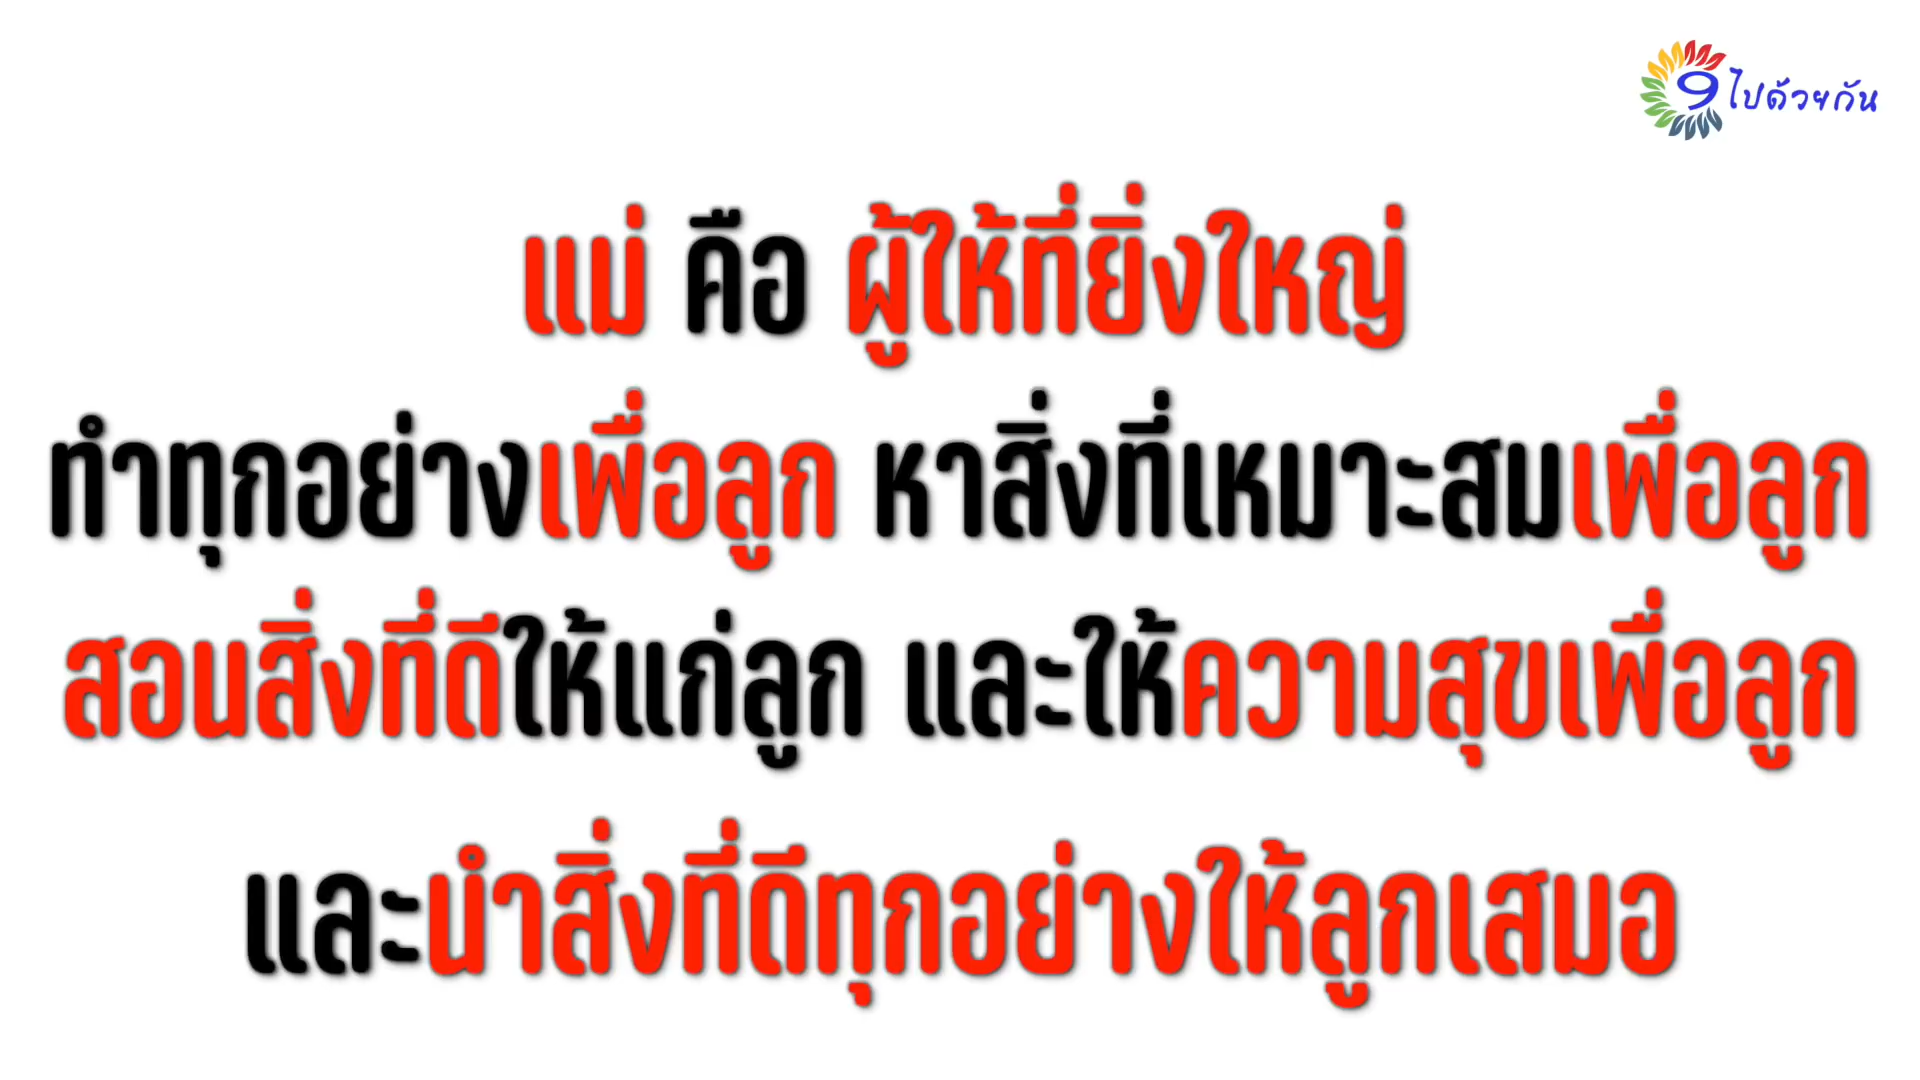 9 ไปด้วยกัน
แม่ คือ ผู้ให้ที่ยิ่งใหญ่
ทำทุกอย่างเพื่อลูก หาสิ่งที่เหมาะสมเพื่อลูก
สอนสิ่งที่ดีให้แก่ลูก และให้ความสุขเพื่อลูก
และนำสิ่งที่ดีทุกอย่างให้ลูกเสมอ